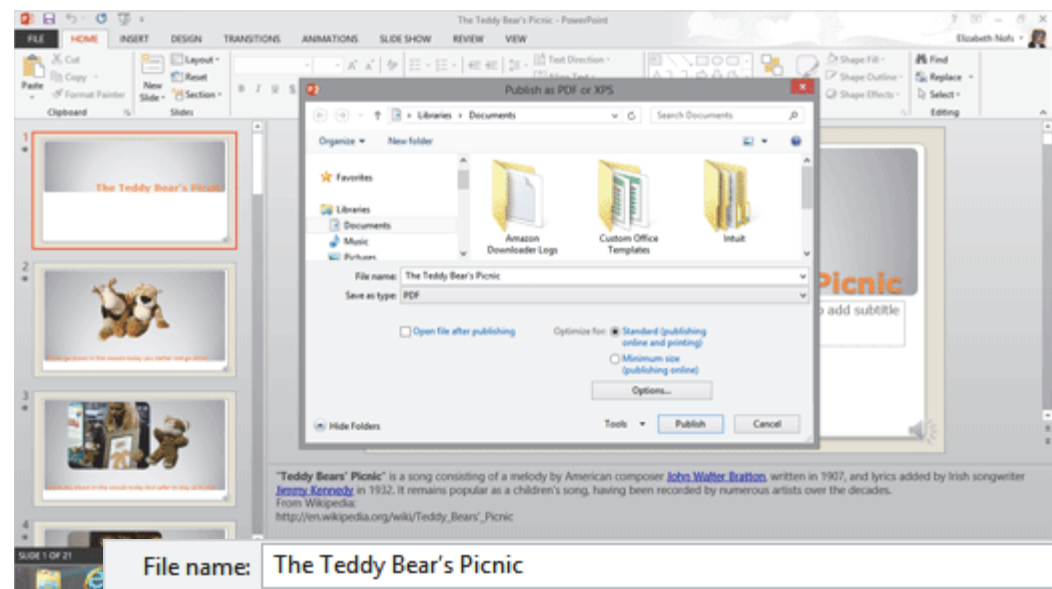 The Teddy Bear's Picnic - PowerPoint
FILE HOME INSERT DESIGN TRANSITIONS ANIMATIONS SLIDE SHOW REVIEW VIEW
Elizabeth Nofs
Cut
Copy
Format Painter
Paste
Clipboard
New
Slide
Layout
Reset
Section
Slides
B I U S
Text Direction
Align Text
Shape Fill
Shape Outline
Shape Effects
Find
Replace
Select
Editing
Publish as PDF or XPS
Libraries Documents
Search Documents
Organize New folder
Favorites
Libraries
Documents
Music
Pictures
Amazon
Downloader Logs
Custom Office
Templates
Intuit
File name: The Teddy Bear's Picnic
Save as type: PDF
Open file after publishing
Optimize for: Standard (publishing
online and printing)
Minimum size
(publishing online)
Options...
Hide Folders
Tools Publish Cancel
1
The Teddy Bear's Picnic
2
3
4
Picnic
o add subtitle
"Teddy Bears' Picnic" is a song consisting of a melody by American composer John Walter Bratton, written in 1907, and lyrics added by Irish songwriter
Jimmy Kennedy in 1932. It remains popular as a children's song, having been recorded by numerous artists over the decades.
From Wikipedia:
http://en.wikipedia.org/wiki/Teddy_Bears'_Picnic
SLIDE 1 OF 21
File name: The Teddy Bear's Picnic